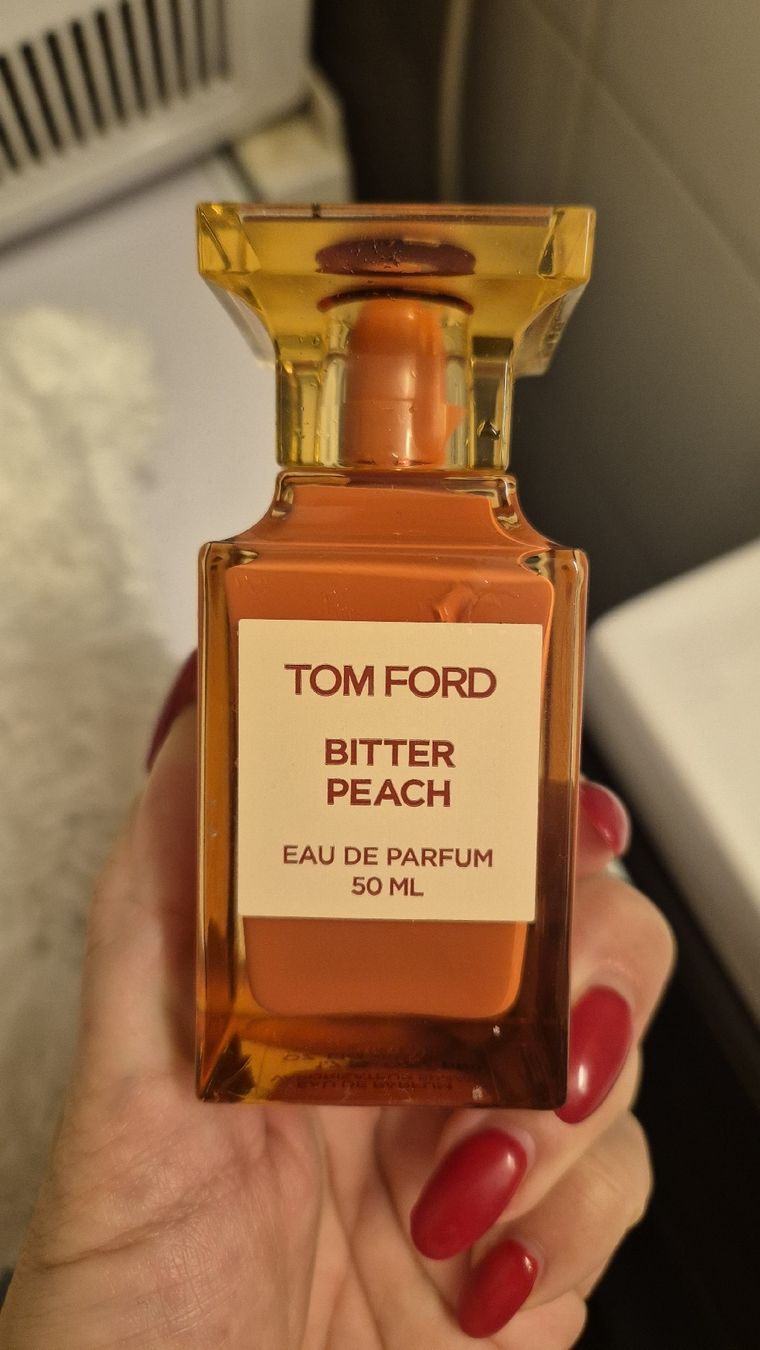 TOM FORD
BITTER
PEACH
EAU DE PARFUM
50 ML